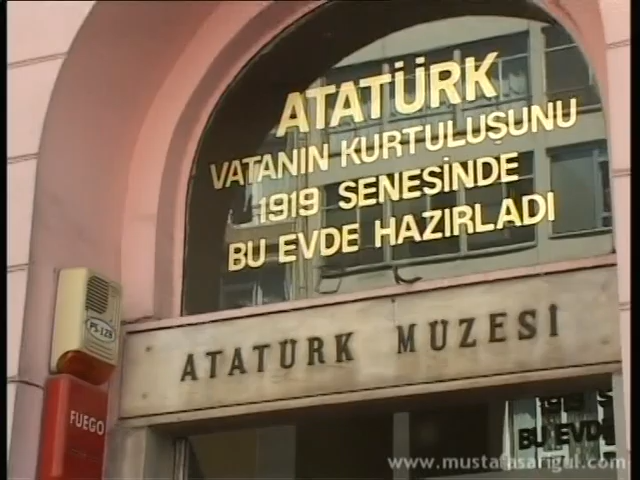 ATATÜRK
VATANIN KURTULUŞUNU
1919 SENESİNDE
BU EVDE HAZIRLADI
ATATÜRK MÜZESİ
PS-128
FUEGO
1919 S
BU EVDE
www.mustafasarigul.com